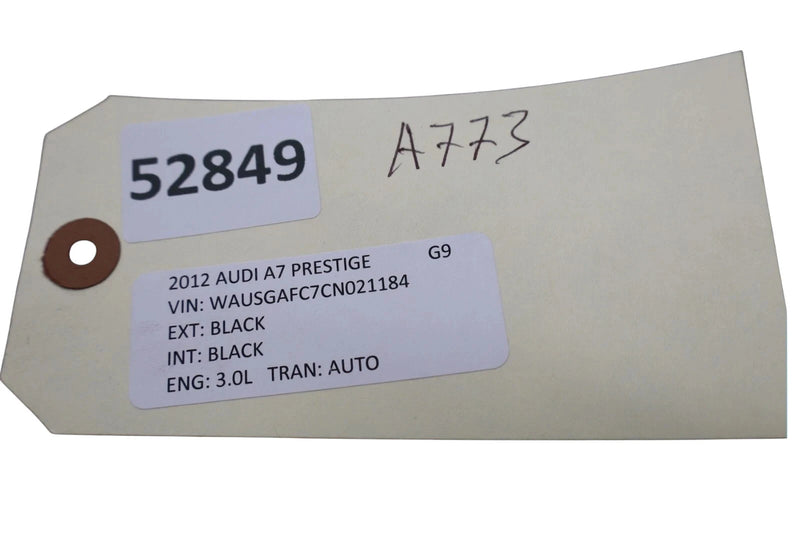 52849
A773
2012 AUDI A7 PRESTIGE G9
VIN: WAUSGAFC7CN021184
EXT: BLACK
INT: BLACK
ENG: 3.0L TRAN: AUTO